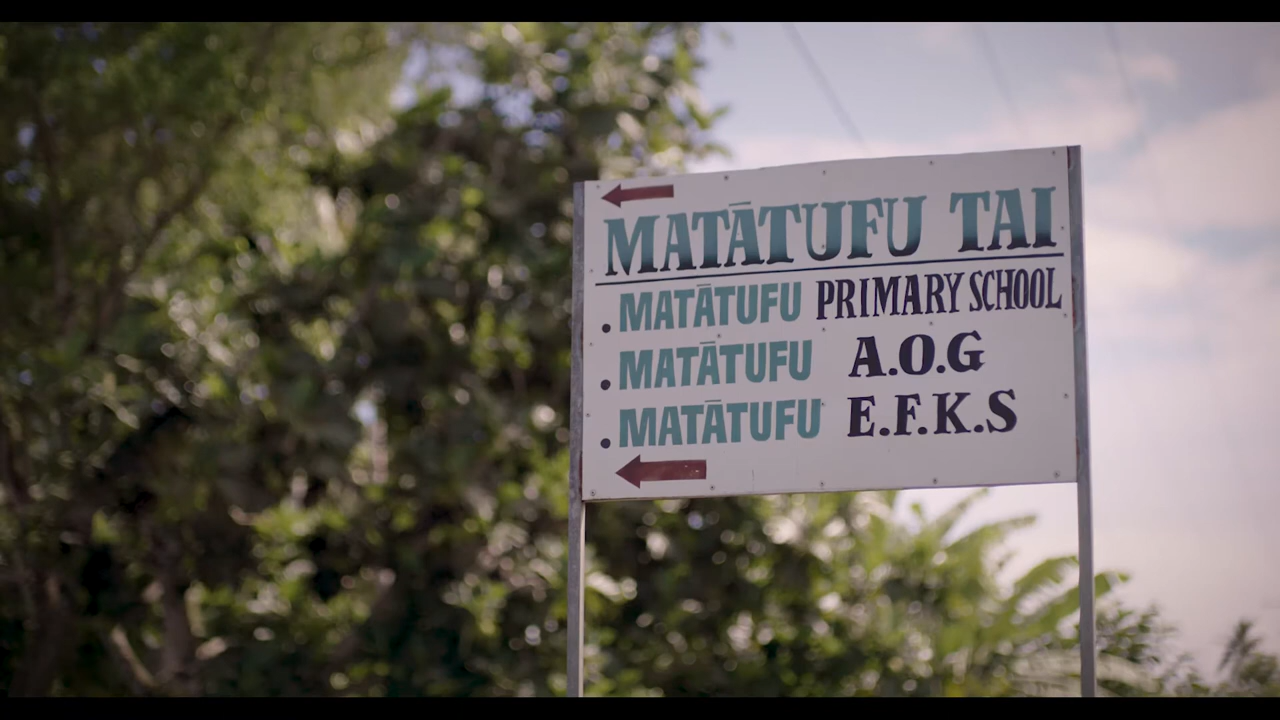 MATĀTUFU TAI
. MATĀTUFU PRIMARY SCHOOL
. MATĀTUFU A.O.G
. MATĀTUFU E.F.K.S